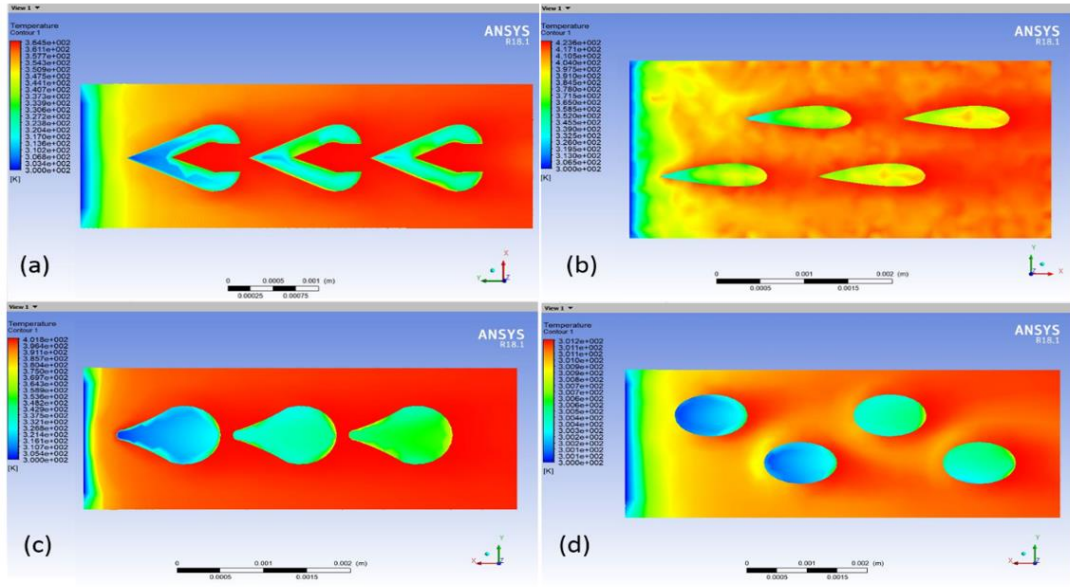 View 1
Temperature
Contour 1
3.645e+002
3.611e+002
3.577e+002
3.543e+002
3.509e+002
3.475e+002
3.441e+002
3.407e+002
3.373e+002
3.339e+002
3.306e+002
3.272e+002
3.238e+002
3.204e+002
3.170e+002
3.136e+002
3.102e+002
3.068e+002
3.034e+002
3.000e+002
[K]
ANSYS
R18.1
(a)
0 0.0005 0.001 (m)
0.00025 0.00075
X
Y
Z
View 1
Temperature
Contour 1
4.236e+002
4.171e+002
4.105e+002
4.040e+002
3.975e+002
3.910e+002
3.845e+002
3.780e+002
3.715e+002
3.650e+002
3.585e+002
3.520e+002
3.455e+002
3.390e+002
3.325e+002
3.260e+002
3.195e+002
3.130e+002
3.065e+002
3.000e+002
[K]
ANSYS
R18.1
(b)
0 0.001 0.002 (m)
0.0005 0.0015
Y
X
Z
View 1
Temperature
Contour 1
4.018e+002
3.964e+002
3.911e+002
3.857e+002
3.804e+002
3.750e+002
3.697e+002
3.643e+002
3.589e+002
3.536e+002
3.482e+002
3.429e+002
3.375e+002
3.321e+002
3.268e+002
3.214e+002
3.161e+002
3.107e+002
3.054e+002
3.000e+002
[K]
ANSYS
R18.1
(c)
0 0.001 0.002 (m)
0.0005 0.0015
Y
X
Z
View 1
Temperature
Contour 1
3.012e+002
3.011e+002
3.011e+002
3.010e+002
3.009e+002
3.009e+002
3.008e+002
3.007e+002
3.007e+002
3.006e+002
3.005e+002
3.005e+002
3.004e+002
3.003e+002
3.003e+002
3.002e+002
3.001e+002
3.001e+002
3.000e+002
[K]
ANSYS
R18.1
(d)
0 0.001 0.002 (m)
0.0005 0.0015
Y
X
Z